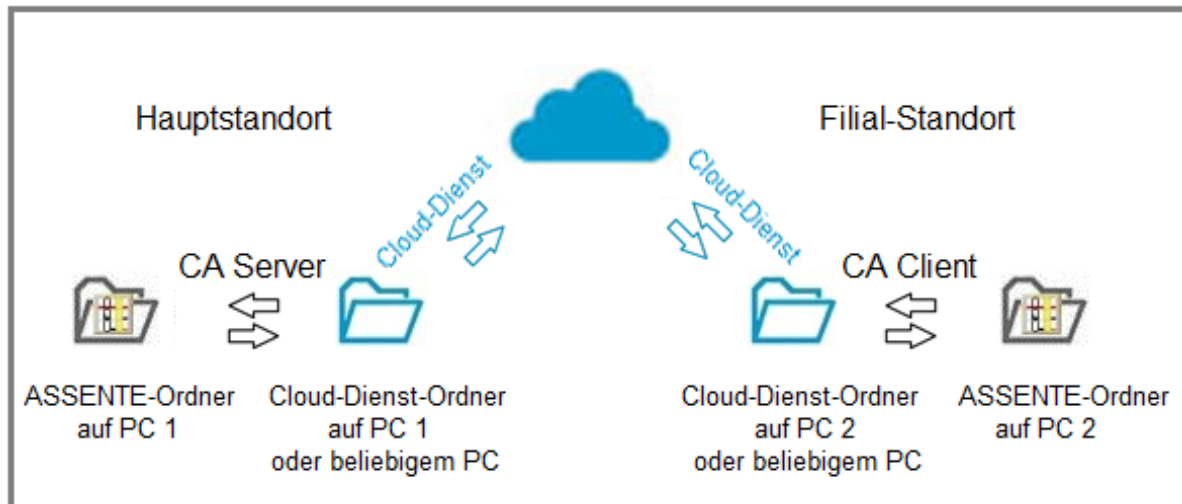 Hauptstandort
Filial-Standort
Cloud-Dienst
Cloud-Dienst
CA Server
CA Client
ASSENTE-Ordner
auf PC 1
Cloud-Dienst-Ordner
auf PC 1
oder beliebigem PC
Cloud-Dienst-Ordner
auf PC 2
oder beliebigem PC
ASSENTE-Ordner
auf PC 2